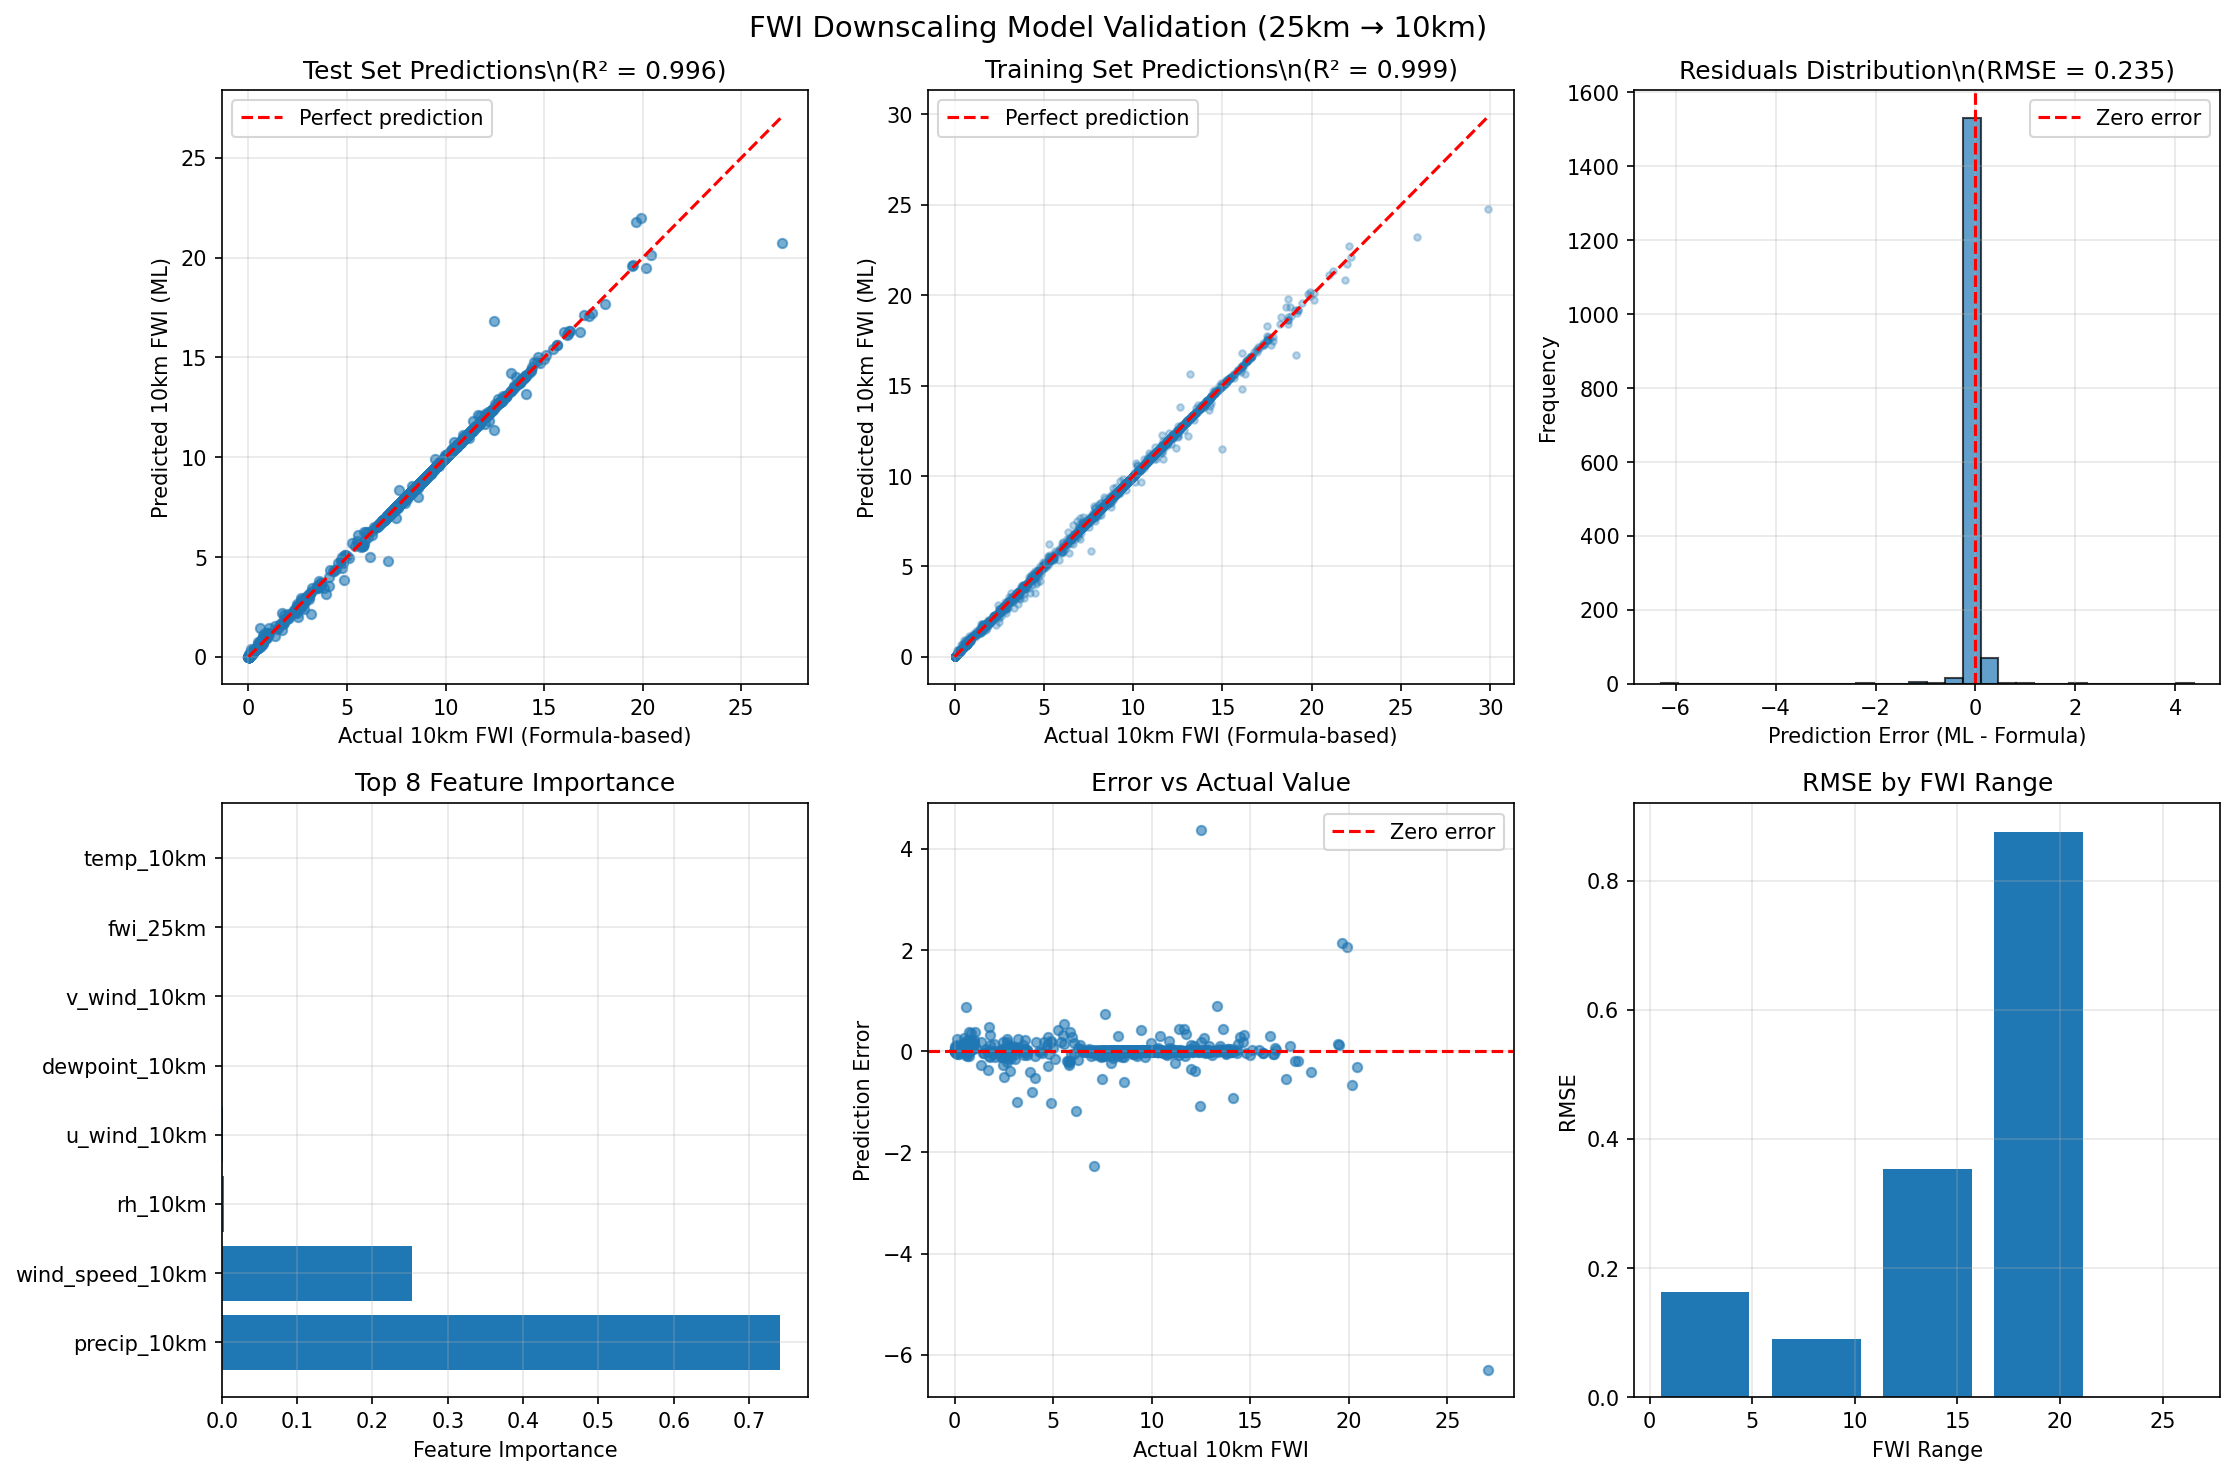 FWI Downscaling Model Validation (25km → 10km)
Test Set Predictions\n(R² = 0.996)
Perfect prediction
25
20
15
10
5
0
0 5 10 15 20 25
Predicted 10km FWI (ML)
Actual 10km FWI (Formula-based)
Training Set Predictions\n(R² = 0.999)
Perfect prediction
30
25
20
15
10
5
0
0 5 10 15 20 25 30
Predicted 10km FWI (ML)
Actual 10km FWI (Formula-based)
Residuals Distribution\n(RMSE = 0.235)
Zero error
1600
1400
1200
1000
800
600
400
200
0
−6 −4 −2 0 2 4
Frequency
Prediction Error (ML - Formula)
Top 8 Feature Importance
temp_10km
fwi_25km
v_wind_10km
dewpoint_10km
u_wind_10km
rh_10km
wind_speed_10km
precip_10km
0.0 0.1 0.2 0.3 0.4 0.5 0.6 0.7
Feature Importance
Error vs Actual Value
Zero error
4
2
0
−2
−4
−6
0 5 10 15 20 25
Prediction Error
Actual 10km FWI
RMSE by FWI Range
0.8
0.6
0.4
0.2
0.0
0 5 10 15 20 25
RMSE
FWI Range